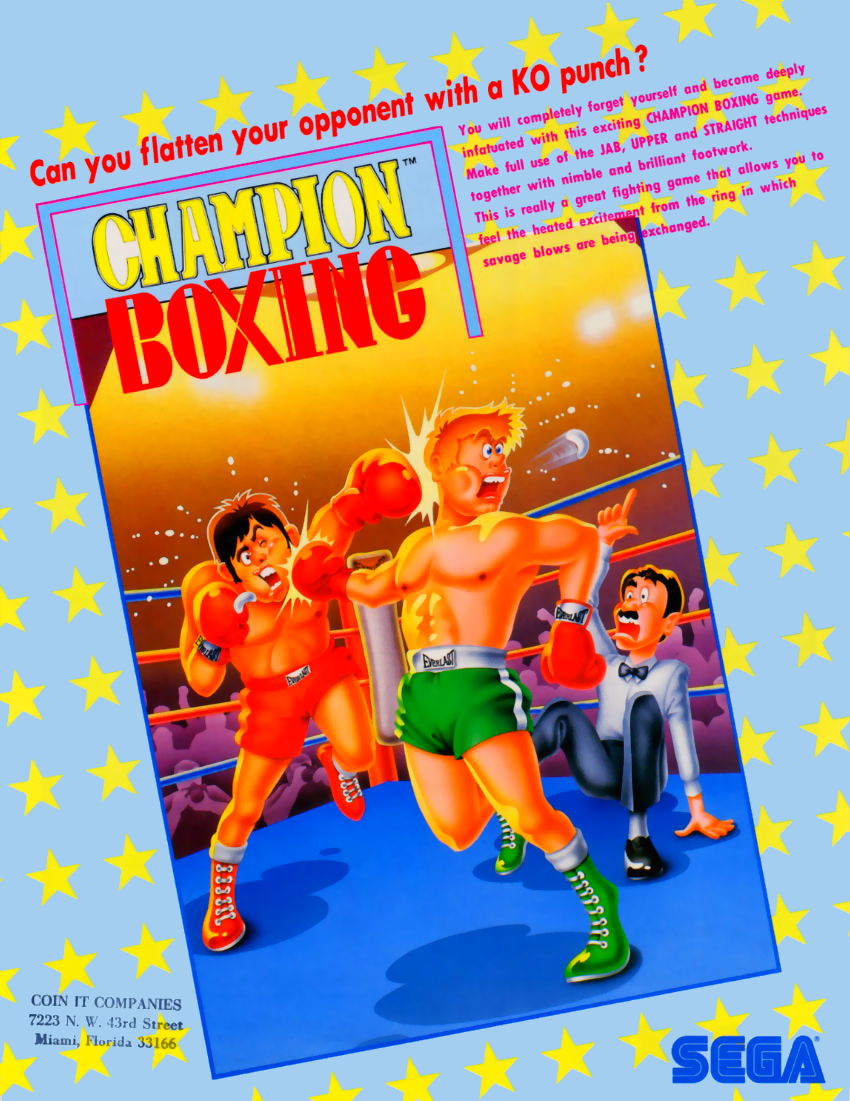 Can you flatten your opponent with a KO punch?
You will completely forget yourself and become deeply
infatuated with this exciting CHAMPION BOXING game.
Make full use of the JAB, UPPER and STRAIGHT techniques
together with nimble and brilliant footwork.
This is really a great fighting game that allows you to
feel the heated excitement from the ring in which
savage blows are being exchanged.
CHAMPION™
BOXING
EVERLAST
EVERLAST
EVERLAST
EVERLAST
EVERLAST
COIN IT COMPANIES
7223 N. W. 43rd Street
Miami, Florida 33166
SEGA®